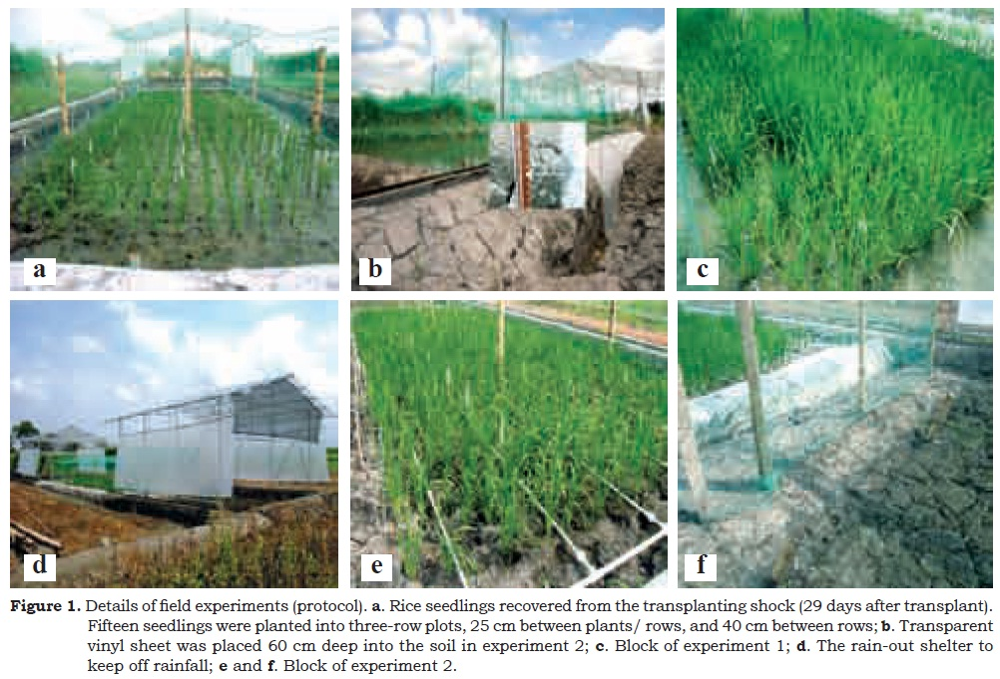 a
b
c
d
e
f
Figure 1. Details of field experiments (protocol). a. Rice seedlings recovered from the transplanting shock (29 days after transplant).
Fifteen seedlings were planted into three-row plots, 25 cm between plants/ rows, and 40 cm between rows; b. Transparent
vinyl sheet was placed 60 cm deep into the soil in experiment 2; c. Block of experiment 1; d. The rain-out shelter to
keep off rainfall; e and f. Block of experiment 2.